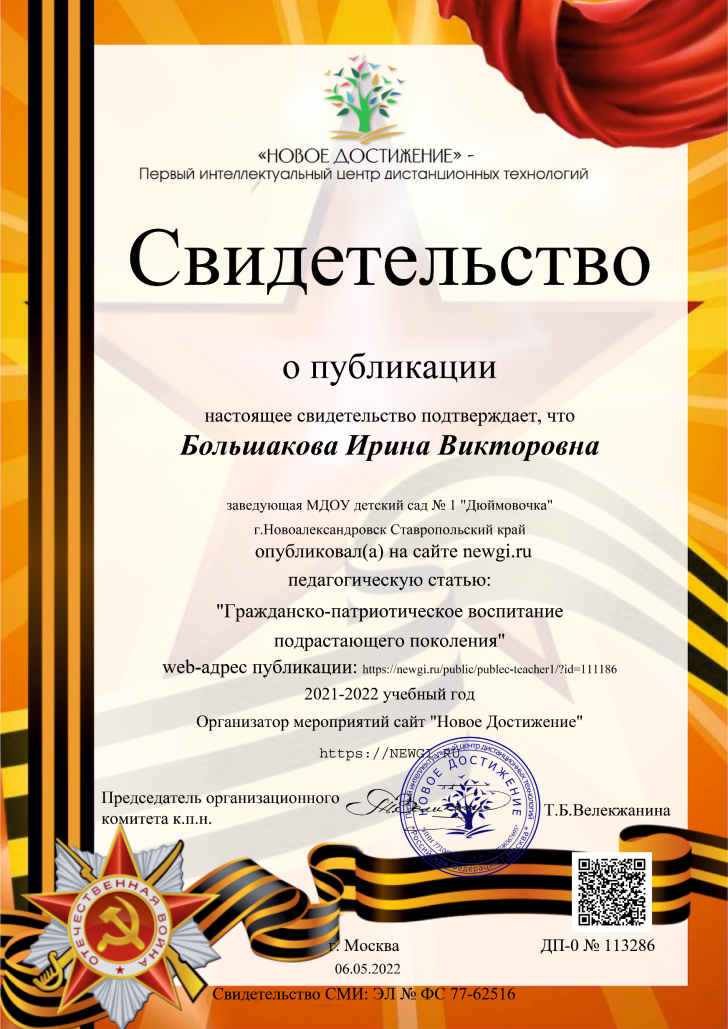 «НОВОЕ ДОСТИЖЕНИЕ» -
Первый интеллектуальный центр дистанционных технологий
Свидетельство
о публикации
настоящее свидетельство подтверждает, что
Большакова Ирина Викторовна
заведующая МДОУ детский сад № 1 "Дюймовочка"
г.Новоалександровск Ставропольский край
опубликовал(а) на сайте newgi.ru
педагогическую статью:
"Гражданско-патриотическое воспитание
подрастающего поколения"
web-адрес публикации: https://newgi.ru/public/publec-teacher1/?id=111186
2021-2022 учебный год
Организатор мероприятий сайт "Новое Достижение"
https://NEWGI.RU
Председатель организационного
комитета к.п.н.
Т.Б.Велекжанина
интеллектуальный центр дистанционных технологий
НОВОЕ ДОСТИЖЕНИЕ
ОТЕЧЕСТВЕННАЯ ВОЙНА
г. Москва
ДП-0 № 113286
06.05.2022
Свидетельство СМИ: ЭЛ № ФС 77-62516